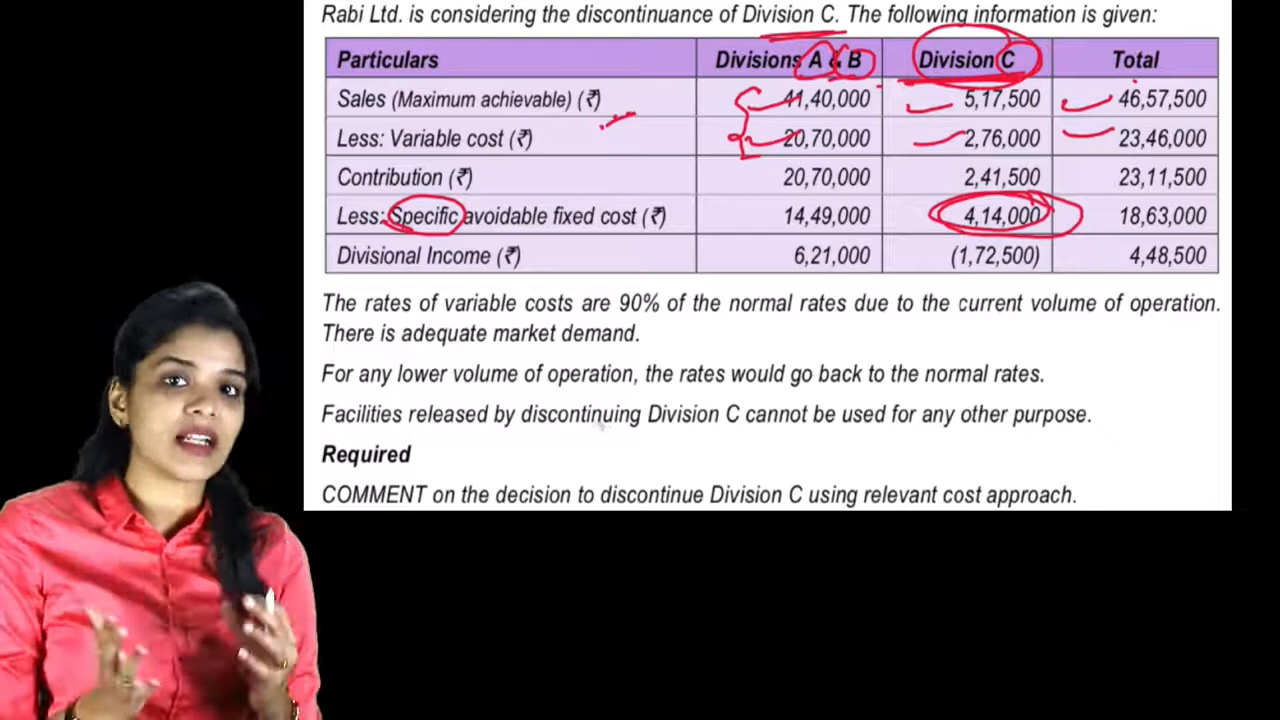 Rabi Ltd. is considering the discontinuance of Division C. The following information is given:
Particulars Divisions A & B Division C Total
Sales (Maximum achievable) (₹) 41,40,000 5,17,500 46,57,500
Less: Variable cost (₹) 20,70,000 2,76,000 23,46,000
Contribution (₹) 20,70,000 2,41,500 23,11,500
Less: Specific avoidable fixed cost (₹) 14,49,000 4,14,000 18,63,000
Divisional Income (₹) 6,21,000 (1,72,500) 4,48,500
The rates of variable costs are 90% of the normal rates due to the current volume of operation.
There is adequate market demand.
For any lower volume of operation, the rates would go back to the normal rates.
Facilities released by discontinuing Division C cannot be used for any other purpose.
Required
COMMENT on the decision to discontinue Division C using relevant cost approach.